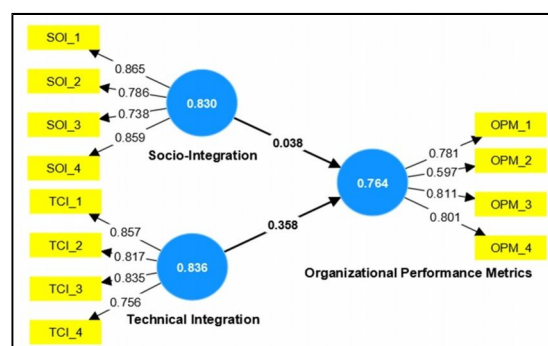 SOI_1
0.865
SOI_2
0.786
SOI_3
0.738
0.859
SOI_4
0.830
Socio-Integration
0.038
TCI_1
0.857
TCI_2
0.817
TCI_3
0.835
0.756
TCI_4
0.836
Technical Integration
0.358
0.764
Organizational Performance Metrics
OPM_1
0.781
OPM_2
0.597
0.811
OPM_3
0.801
OPM_4